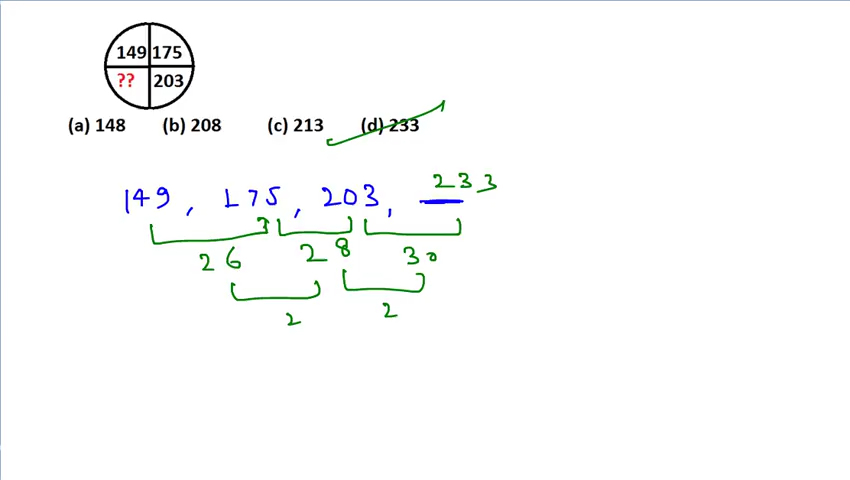 149 175
?? 203
(a) 148 (b) 208 (c) 213 (d) 233
149, 175, 203, 233
26 28 30
2 2